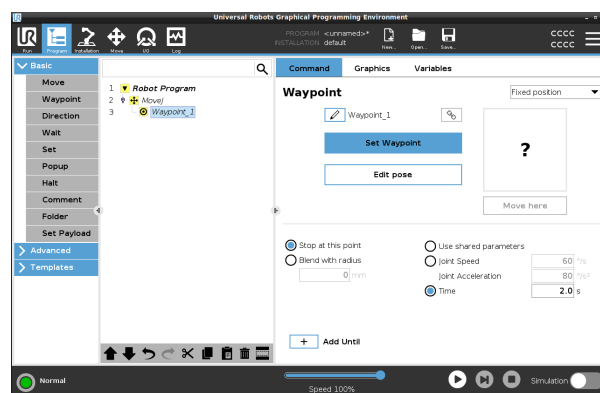 Universal Robots Graphical Programming Environment
Run
Program
Installation
Move
I/O
Log
PROGRAM <unnamed>*
INSTALLATION default
New...
Open...
Save...
CCCC
CCCC
Basic
Move
Waypoint
Direction
Wait
Set
Popup
Halt
Comment
Folder
Set Payload
Advanced
Templates
1 Robot Program
2 MoveJ
3 Waypoint_1
Command Graphics Variables
Waypoint
Fixed position
Waypoint_1
Set Waypoint
Edit pose
?
Move here
Stop at this point
Blend with radius
0 mm
Use shared parameters
Joint Speed 60 °/s
Joint Acceleration 80 °/s²
Time 2.0 s
+ Add Until
Normal
Speed 100%
Simulation